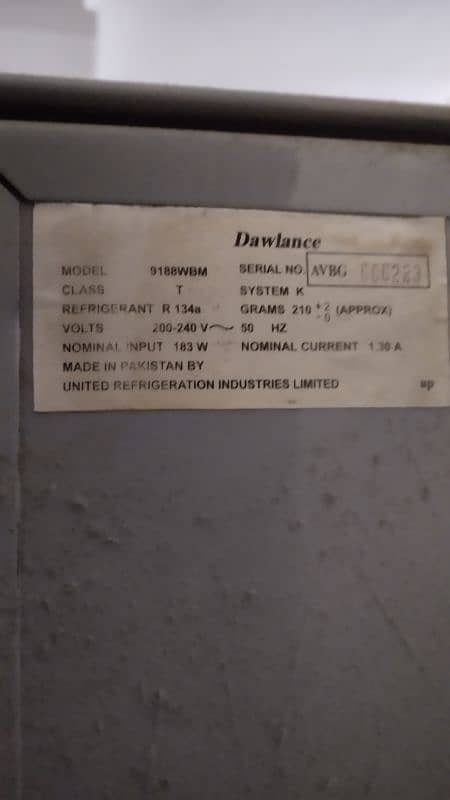 Dawlance
MODEL 9188WBM SERIAL NO. AVBG
CLASS T SYSTEM K
REFRIGERANT R 134a GRAMS 210 +2 -0 (APPROX)
VOLTS 200-240 V~ 50 HZ
NOMINAL INPUT 183 W NOMINAL CURRENT 1.30 A
MADE IN PAKISTAN BY
UNITED REFRIGERATION INDUSTRIES LIMITED ap